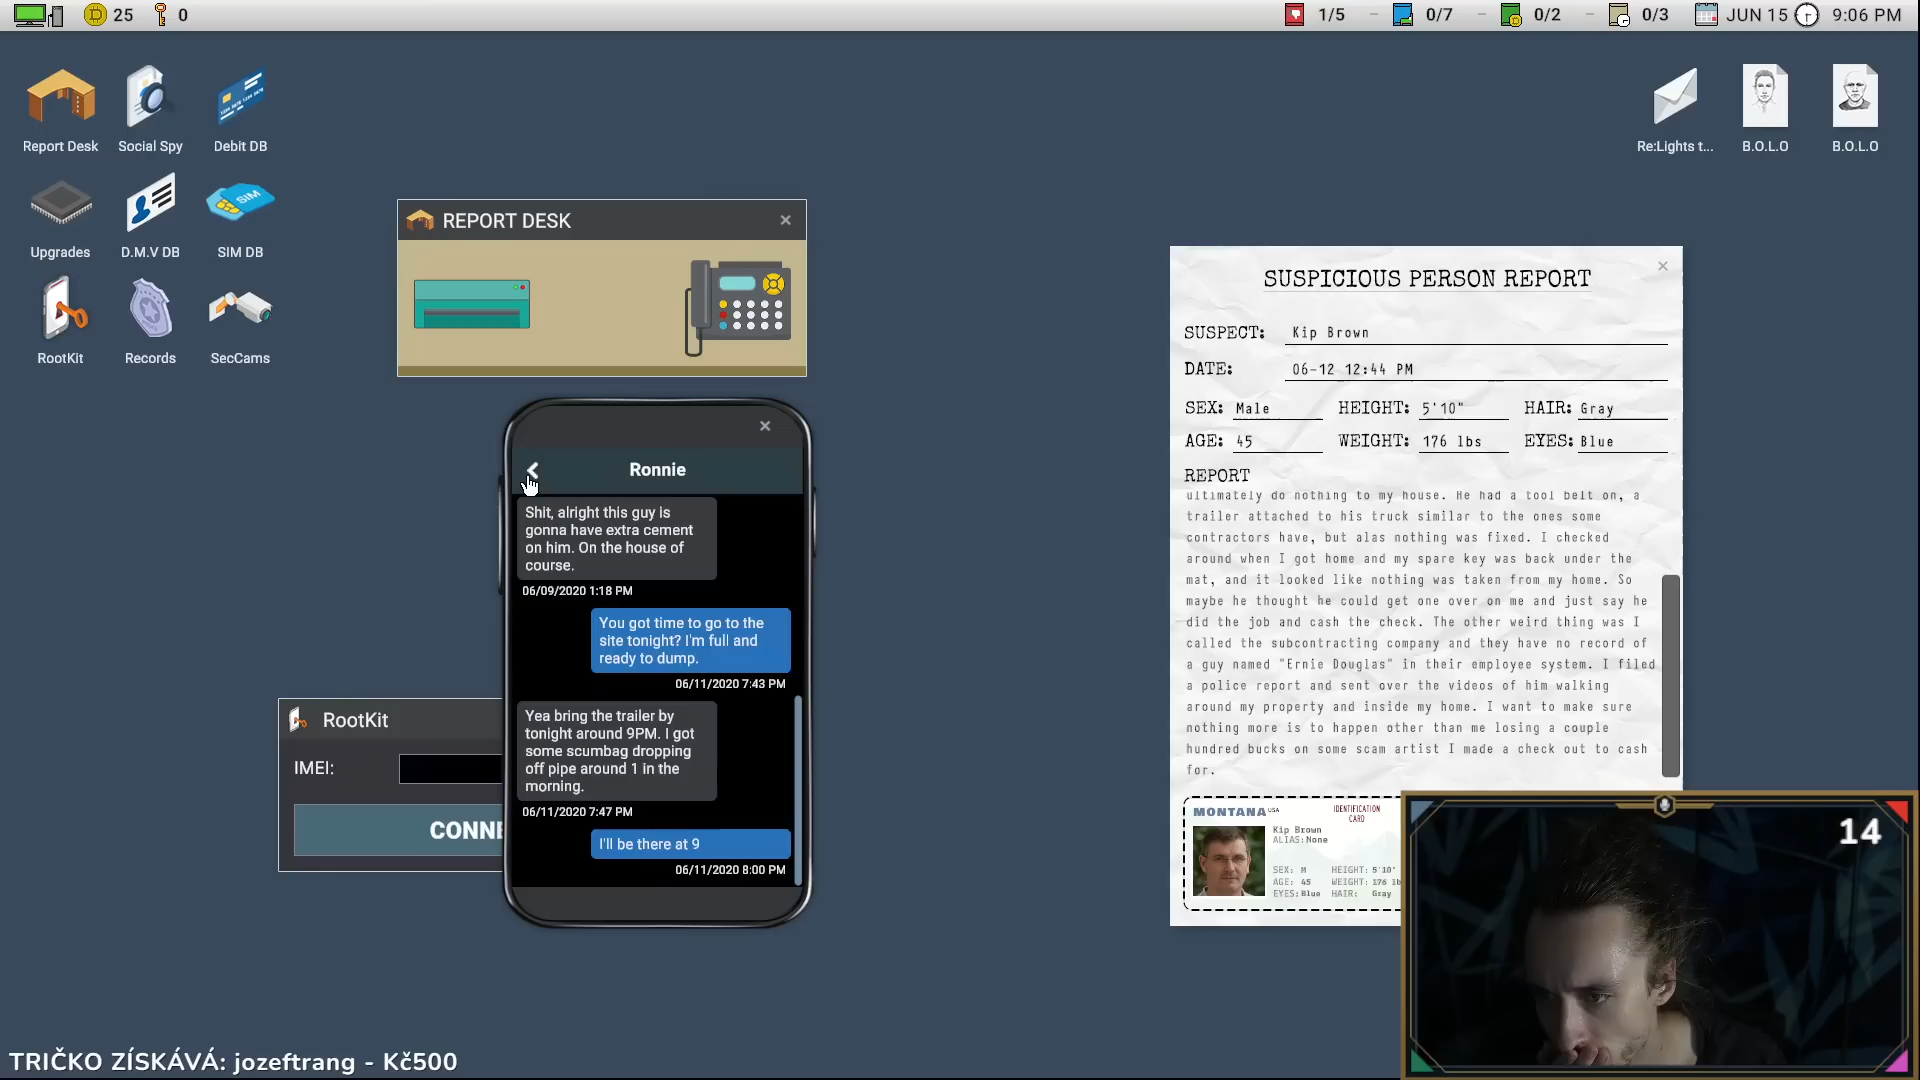 25
0
1/5
0/7
0/2
0/3
JUN 15
9:06 PM
Report Desk
Social Spy
Debit DB
Re:Lights t...
B.O.L.O
B.O.L.O
Upgrades
D.M.V DB
SIM DB
RootKit
Records
SecCams
REPORT DESK
Ronnie
Shit, alright this guy is
gonna have extra cement
on him. On the house of
course.
06/09/2020 1:18 PM
You got time to go to the
site tonight? I'm full and
ready to dump.
06/11/2020 7:43 PM
Yea bring the trailer by
tonight around 9PM. I got
some scumbag dropping
off pipe around 1 in the
morning.
06/11/2020 7:47 PM
I'll be there at 9
06/11/2020 8:00 PM
RootKit
IMEI:
CONNE
SUSPICIOUS PERSON REPORT
SUSPECT: Kip Brown
DATE: 06-12 12:44 PM
SEX: Male HEIGHT: 5'10" HAIR: Gray
AGE: 45 WEIGHT: 176 lbs EYES: Blue
REPORT
ultimately do nothing to my house. He had a tool belt on, a
trailer attached to his truck similar to the ones some
contractors have, but alas nothing was fixed. I checked
around when I got home and my spare key was back under the
mat, and it looked like nothing was taken from my home. So
maybe he thought he could get one over on me and just say he
did the job and cash the check. The other weird thing was I
called the subcontracting company and they have no record of
a guy named "Ernie Douglas" in their employee system. I filed
a police report and sent over the videos of him walking
around my property and inside my home. I want to make sure
nothing more is to happen other than me losing a couple
hundred bucks on some scam artist I made a check out to cash
for.
MONTANA USA
IDENTIFICATION
CARD
Kip Brown
ALIAS: None
SEX: M HEIGHT: 5'10"
AGE: 45 WEIGHT: 176 lb
EYES: Blue HAIR: Gray
14
TRIČKO ZÍSKÁVÁ: jozeftrang - Kč500